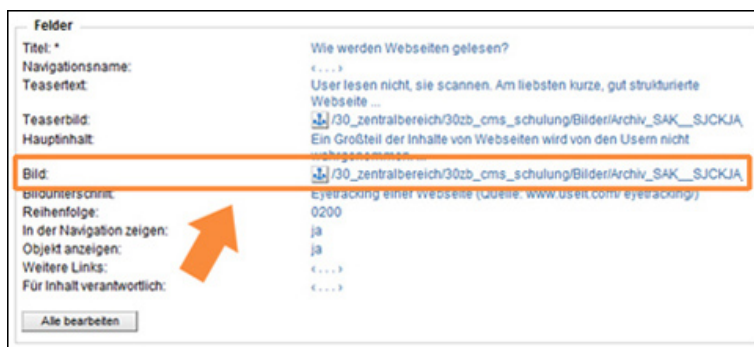 Felder
Titel: * Wie werden Webseiten gelesen?
Navigationsname: <...>
Teasertext: User lesen nicht, sie scannen. Am liebsten kurze, gut strukturierte
Webseite ...
Teaserbild: /30_zentralbereich/30zb_cms_schulung/Bilder/Archiv_SAK__SJCKJA
Hauptinhalt: Ein Großteil der Inhalte von Webseiten wird von den Usern nicht
wahrgenommen. ...
Bild: /30_zentralbereich/30zb_cms_schulung/Bilder/Archiv_SAK__SJCKJA
Bildunterschrift: Eyetracking einer Webseite (Quelle: www.useit.com/ eyetracking/)
Reihenfolge: 0200
In der Navigation zeigen: ja
Objekt anzeigen: ja
Weitere Links: <...>
Für Inhalt verantwortlich: <...>
Alle bearbeiten